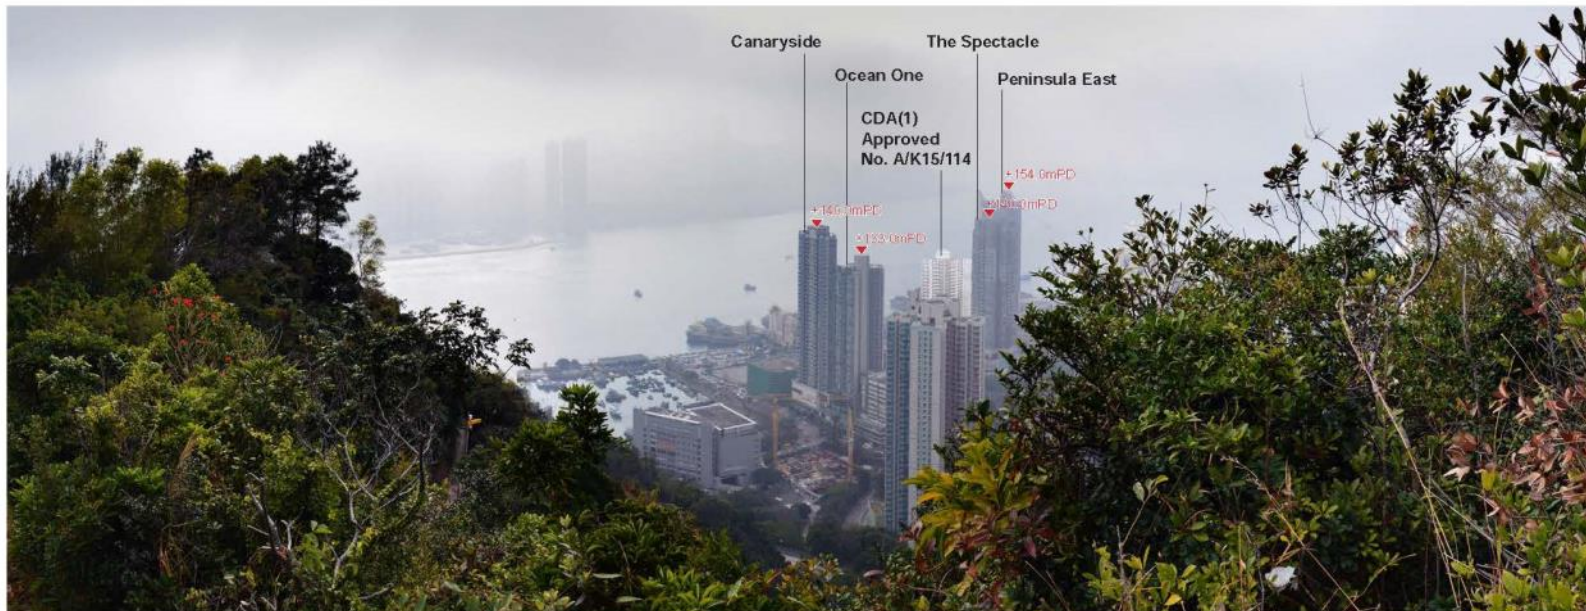 Canaryside
The Spectacle
Ocean One
Peninsula East
CDA(1)
Approved
No. A/K15/114
+154.0mPD
+133.0mPD